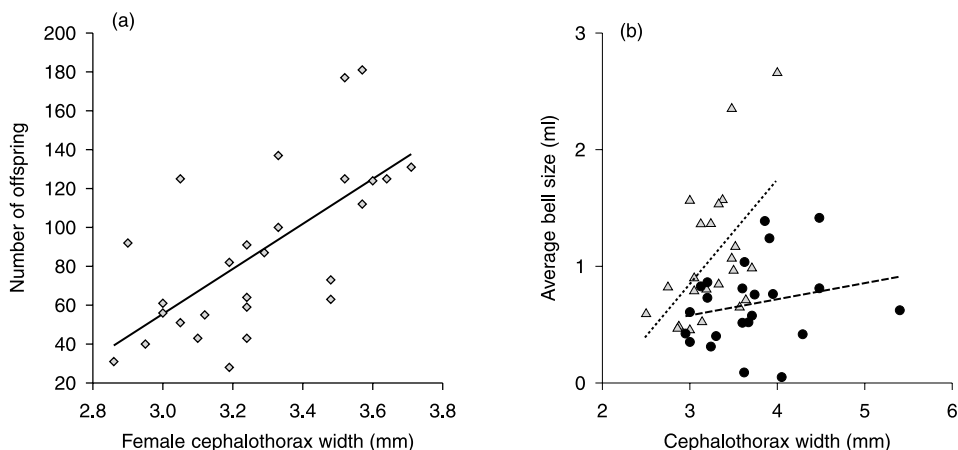 (a)
200
180
160
140
120
100
80
60
40
20
Number of offspring
2.8 3.0 3.2 3.4 3.6 3.8
Female cephalothorax width (mm)
(b)
3
2
1
0
Average bell size (ml)
2 3 4 5 6
Cephalothorax width (mm)